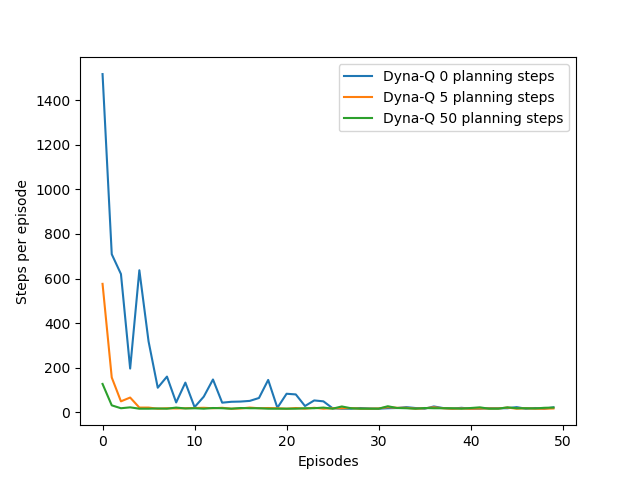 Dyna-Q 0 planning steps
Dyna-Q 5 planning steps
Dyna-Q 50 planning steps
1400
1200
1000
800
600
400
200
0
Steps per episode
0 10 20 30 40 50
Episodes